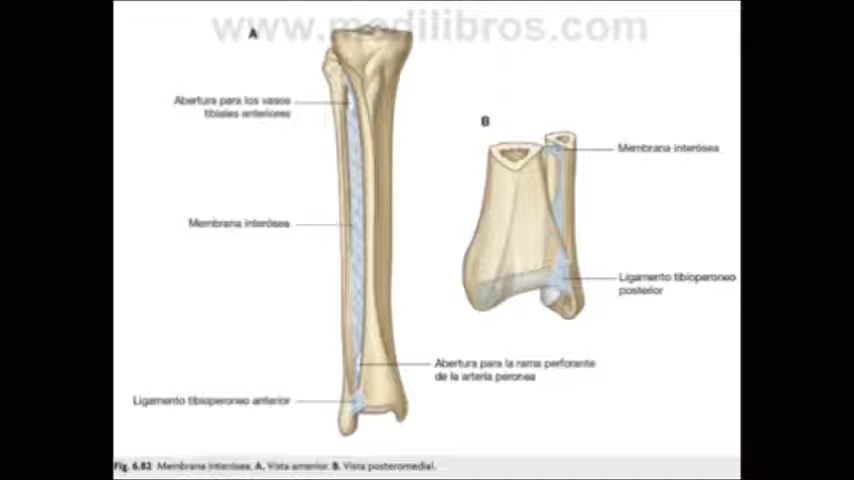 www.medilibros.com
A
Abertura para los vasos
tibiales anteriores
B
Membrana interósea
Membrana interósea
Ligamento tibioperoneo
posterior
Abertura para la rama perforante
de la arteria peronea
Ligamento tibioperoneo anterior
Fig. 6.82 Membrana interósea. A. Vista anterior. B. Vista posteromedial.